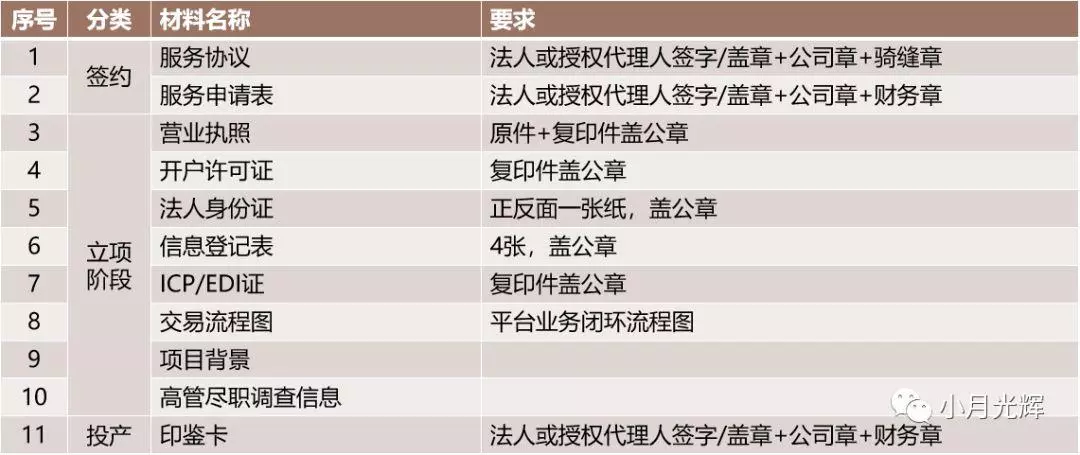 序号 分类 材料名称 要求
1 签约 服务协议 法人或授权代理人签字/盖章+公司章+骑缝章
2 服务申请表 法人或授权代理人签字/盖章+公司章+财务章
3 立项阶段 营业执照 原件+复印件盖公章
4 开户许可证 复印件盖公章
5 法人身份证 正反面一张纸，盖公章
6 信息登记表 4张，盖公章
7 ICP/EDI证 复印件盖公章
8 交易流程图 平台业务闭环流程图
9 项目背景
10 高管尽职调查信息
11 投产 印鉴卡 法人或授权代理人签字/盖章+公司章+财务章
小月光辉